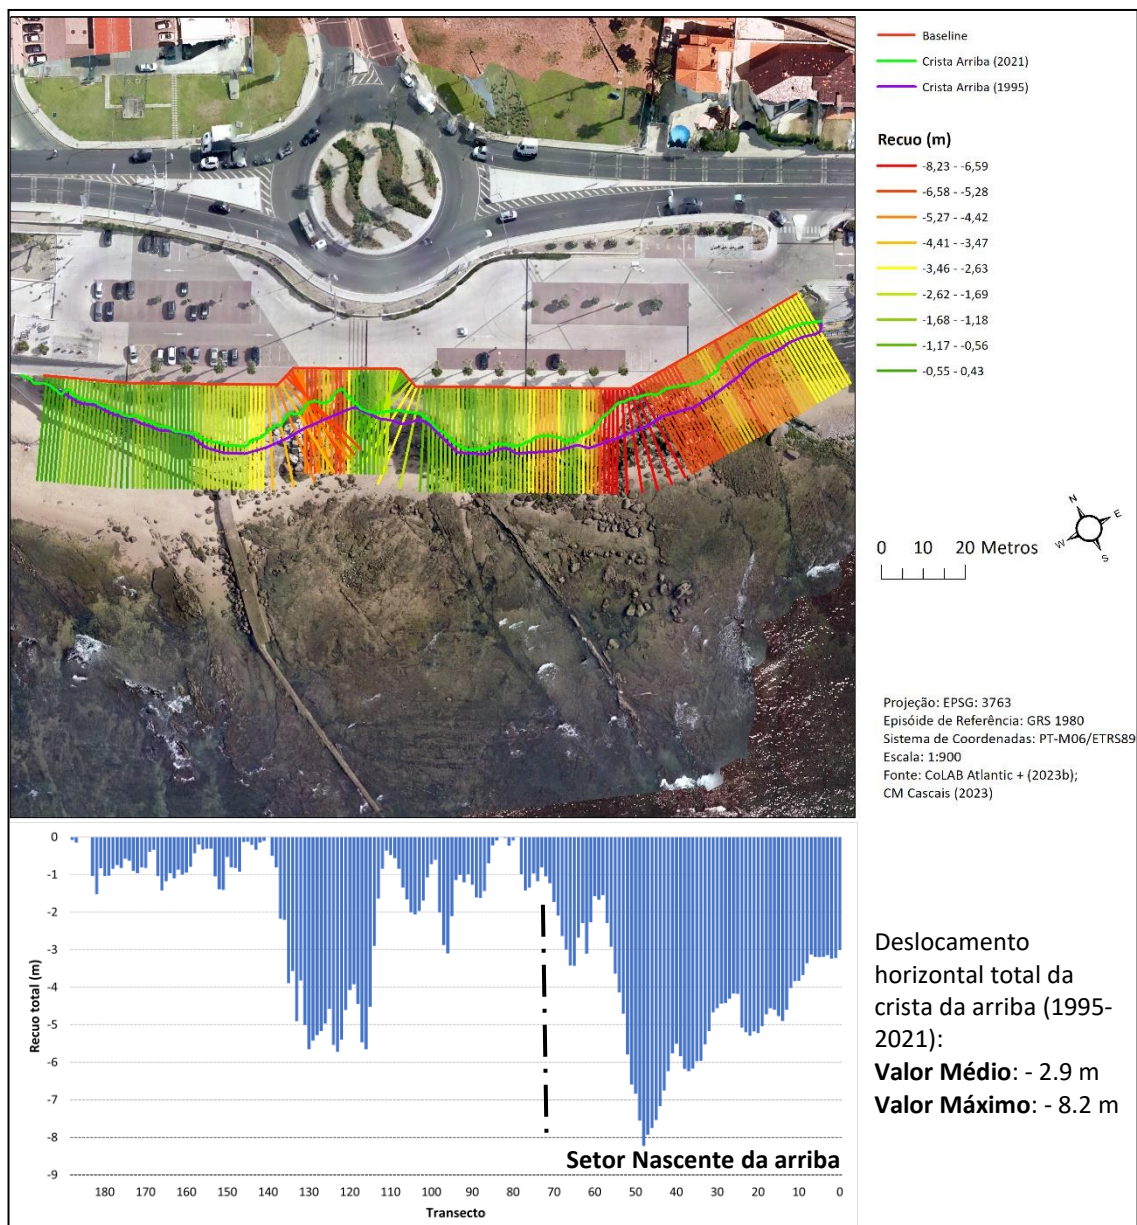 Baseline
Crista Arriba (2021)
Crista Arriba (1995)
Recuo (m)
-8,23 - -6,59
-6,58 - -5,28
-5,27 - -4,42
-4,41 - -3,47
-3,46 - -2,63
-2,62 - -1,69
-1,68 - -1,18
-1,17 - -0,56
-0,55 - 0,43
N
E
W
S
0 10 20 Metros
Projeção: EPSG: 3763
Episóide de Referência: GRS 1980
Sistema de Coordenadas: PT-M06/ETRS89
Escala: 1:900
Fonte: CoLAB Atlantic + (2023b);
CM Cascais (2023)
0
-1
-2
-3
-4
-5
-6
-7
-8
-9
Recuo total (m)
Setor Nascente da arriba
180 170 160 150 140 130 120 110 100 90 80 70 60 50 40 30 20 10 0
Transecto
Deslocamento
horizontal total da
crista da arriba (1995-
2021):
Valor Médio: - 2.9 m
Valor Máximo: - 8.2 m